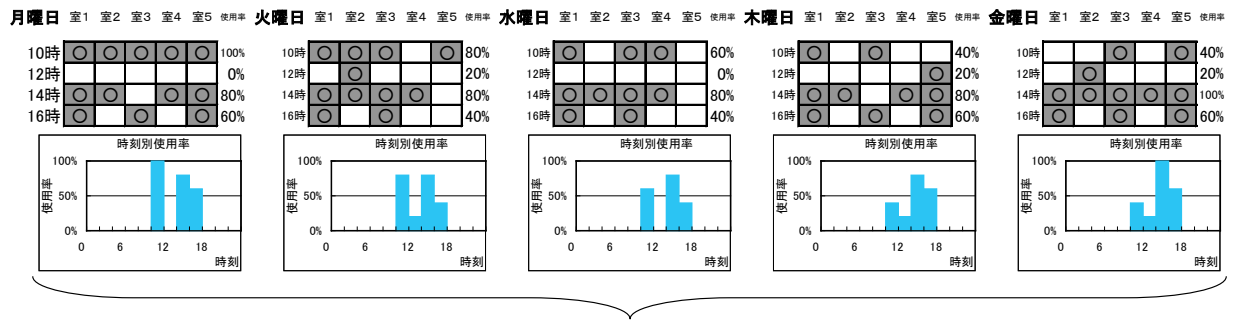 月曜日 室1 室2 室3 室4 室5 使用率
10時 ○ ○ ○ ○ ○ 100%
12時 0%
14時 ○ ○ ○ ○ 80%
16時 ○ ○ ○ 60%
時刻別使用率
100%
50%
0%
使用率
0 6 12 18
時刻
火曜日 室1 室2 室3 室4 室5 使用率
10時 ○ ○ ○ ○ 80%
12時 ○ 20%
14時 ○ ○ ○ ○ 80%
16時 ○ ○ 40%
時刻別使用率
100%
50%
0%
使用率
0 6 12 18
時刻
水曜日 室1 室2 室3 室4 室5 使用率
10時 ○ ○ ○ 60%
12時 0%
14時 ○ ○ ○ ○ 80%
16時 ○ ○ 40%
時刻別使用率
100%
50%
0%
使用率
0 6 12 18
時刻
木曜日 室1 室2 室3 室4 室5 使用率
10時 ○ ○ 40%
12時 ○ 20%
14時 ○ ○ ○ ○ 80%
16時 ○ ○ ○ 60%
時刻別使用率
100%
50%
0%
使用率
0 6 12 18
時刻
金曜日 室1 室2 室3 室4 室5 使用率
10時 ○ ○ 40%
12時 ○ 20%
14時 ○ ○ ○ ○ ○ 100%
16時 ○ ○ ○ 60%
時刻別使用率
100%
50%
0%
使用率
0 6 12 18
時刻